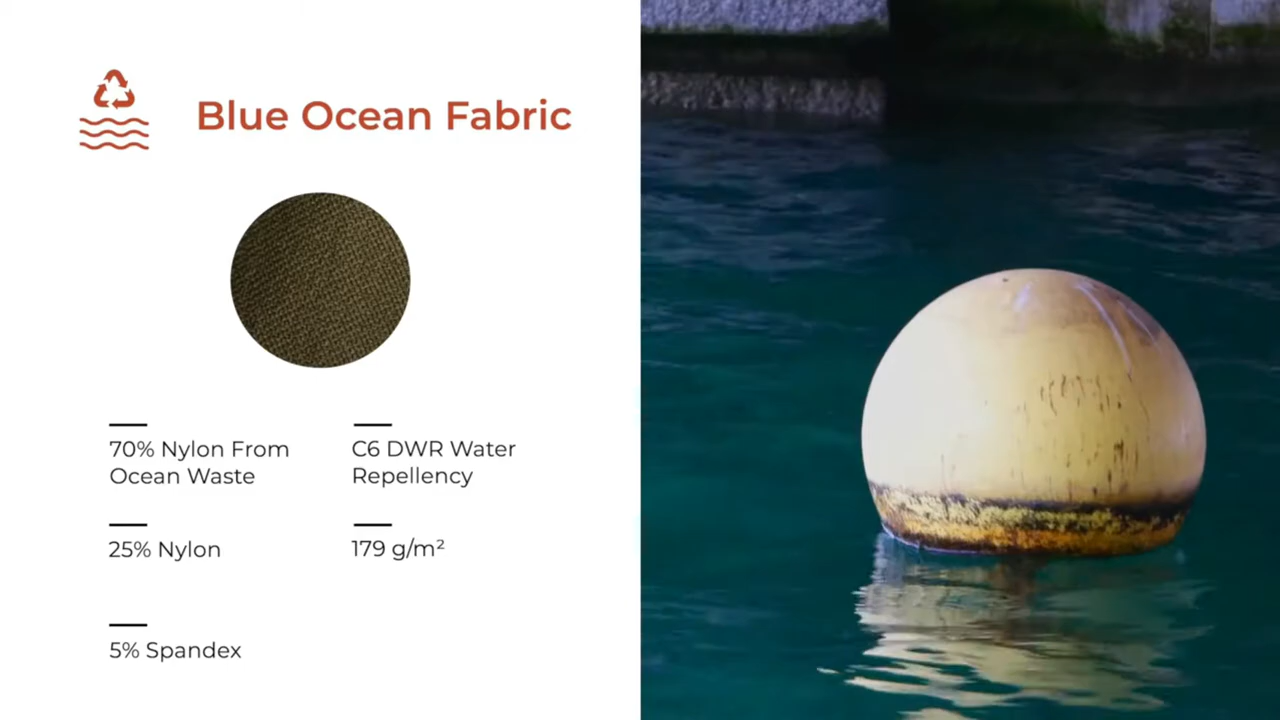 Blue Ocean Fabric
70% Nylon From
Ocean Waste
C6 DWR Water
Repellency
25% Nylon
179 g/m²
5% Spandex